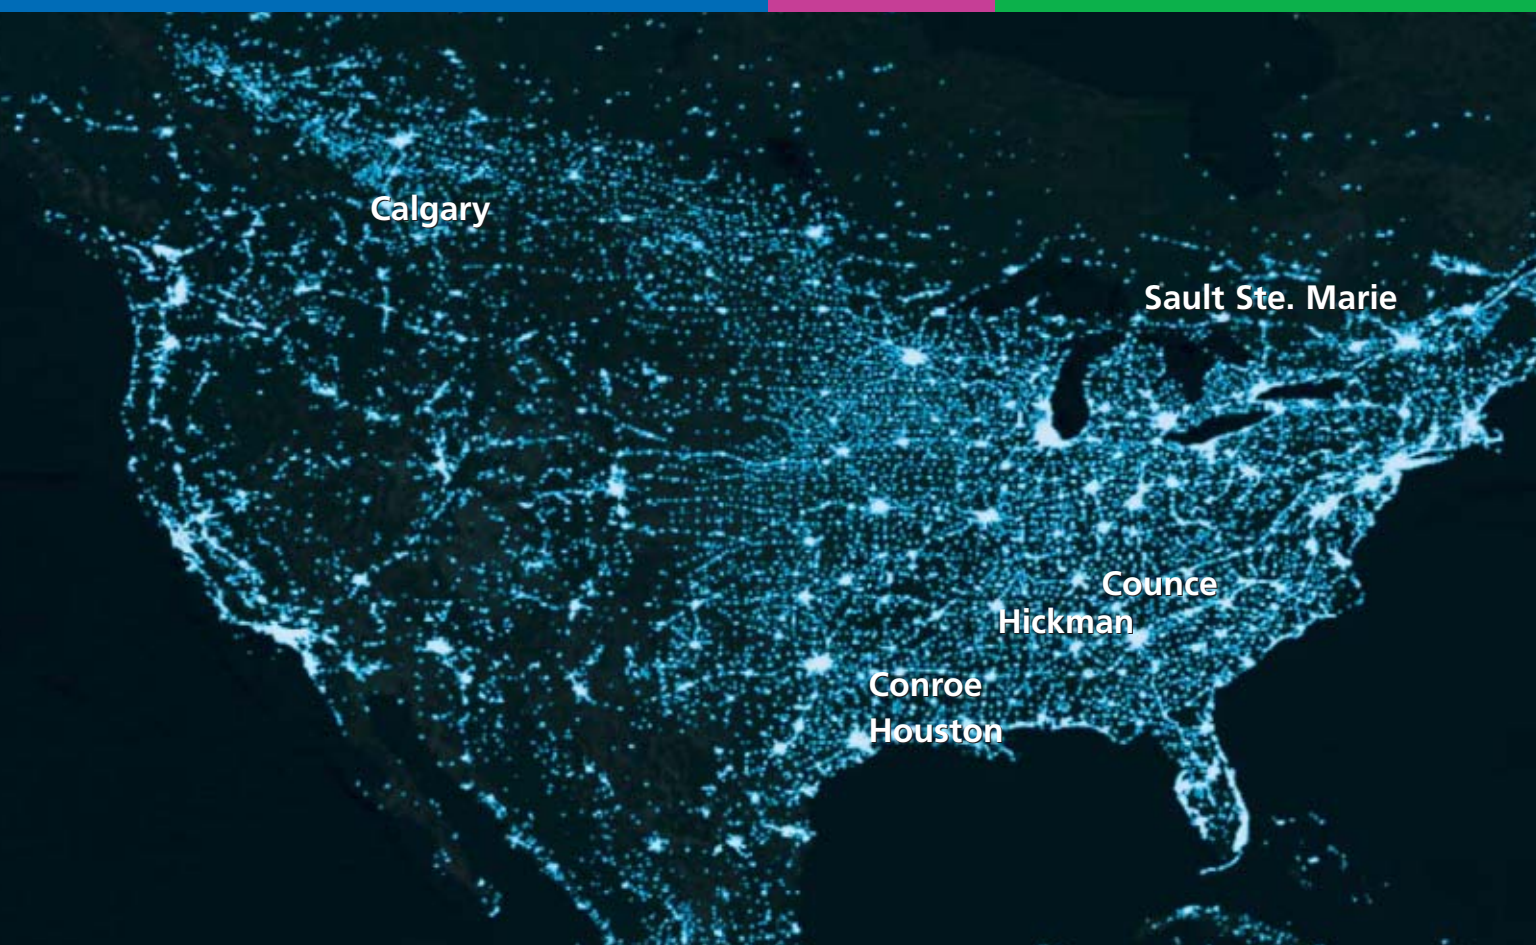 Calgary
Sault Ste. Marie
Counce
Hickman
Conroe
Houston